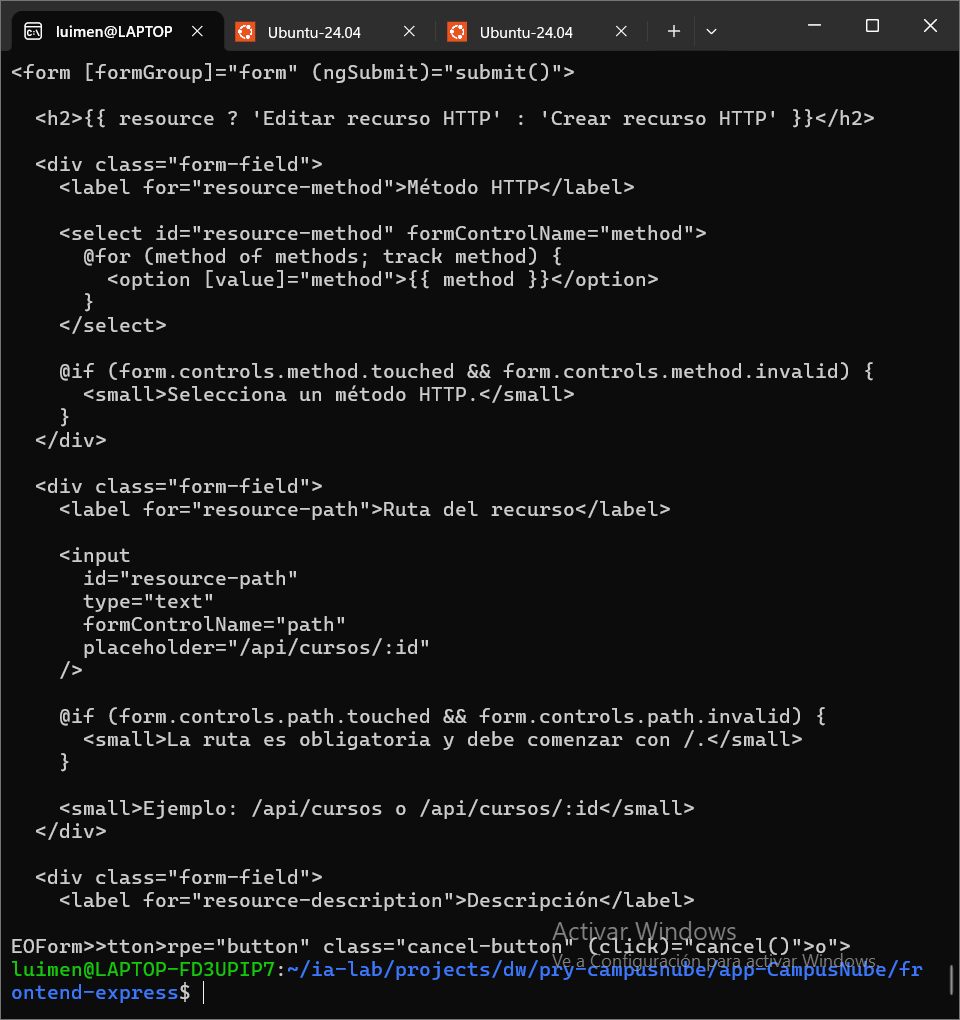 luimen@LAPTOP
Ubuntu-24.04
Ubuntu-24.04
<form [formGroup]="form" (ngSubmit)="submit()">
<h2>{{ resource ? 'Editar recurso HTTP' : 'Crear recurso HTTP' }}</h2>
<div class="form-field">
<label for="resource-method">Método HTTP</label>
<select id="resource-method" formControlName="method">
@for (method of methods; track method) {
<option [value]="method">{{ method }}</option>
}
</select>
@if (form.controls.method.touched && form.controls.method.invalid) {
<small>Selecciona un método HTTP.</small>
}
</div>
<div class="form-field">
<label for="resource-path">Ruta del recurso</label>
<input
id="resource-path"
type="text"
formControlName="path"
placeholder="/api/cursos/:id"
/>
@if (form.controls.path.touched && form.controls.path.invalid) {
<small>La ruta es obligatoria y debe comenzar con /.</small>
}
<small>Ejemplo: /api/cursos o /api/cursos/:id</small>
</div>
<div class="form-field">
<label for="resource-description">Descripción</label>
EOForm>>tton>rpe="button" class="cancel-button" (click)="cancel()">o">
luimen@LAPTOP-FD3UPIP7:~/ia-lab/projects/dw/pry-campusnube/app-CampusNube/fr
ontend-express$
Activar Windows
Ve a Configuración para activar Windows.